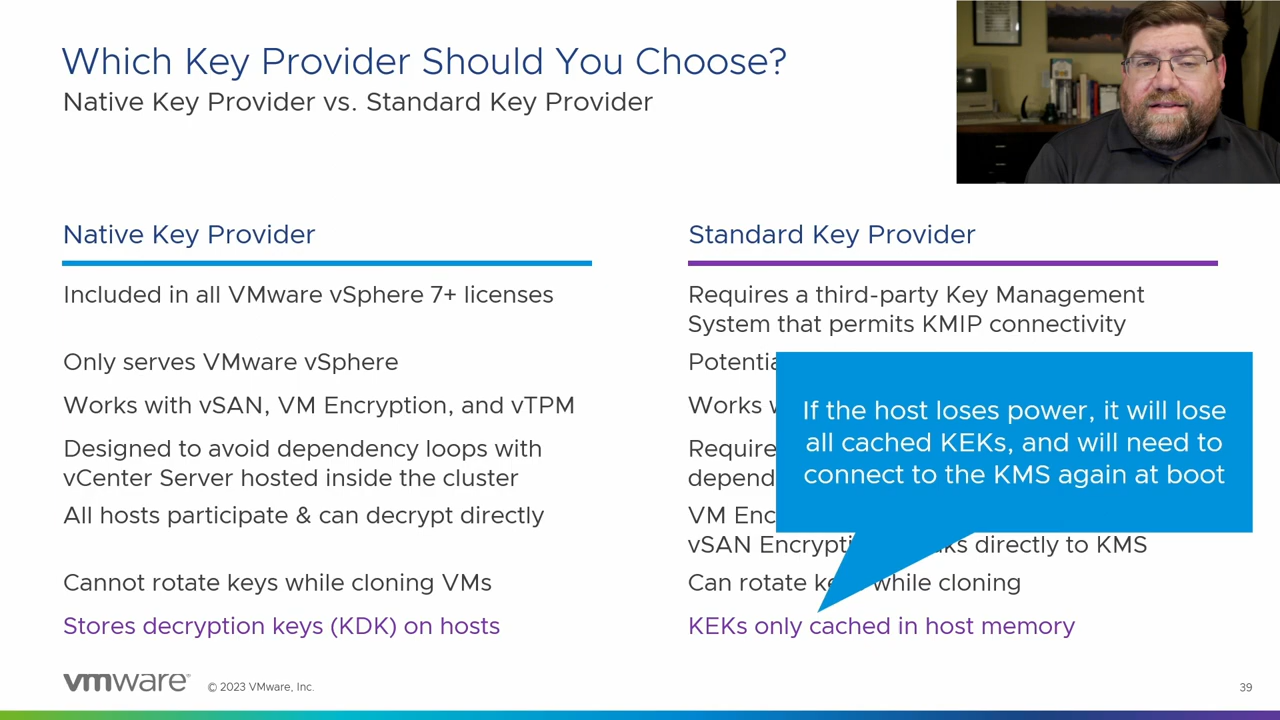 Which Key Provider Should You Choose?
Native Key Provider vs. Standard Key Provider
Native Key Provider
Included in all VMware vSphere 7+ licenses
Only serves VMware vSphere
Works with vSAN, VM Encryption, and vTPM
Designed to avoid dependency loops with
vCenter Server hosted inside the cluster
All hosts participate & can decrypt directly
Cannot rotate keys while cloning VMs
Stores decryption keys (KDK) on hosts
Standard Key Provider
Requires a third-party Key Management
System that permits KMIP connectivity
Works
VM
vSAN directly to KMS
Can rotate while cloning
KEKs only cached in host memory
If the host loses power, it will lose
all cached KEKs, and will need to
connect to the KMS again at boot
vmware®
© 2023 VMware, Inc.
39